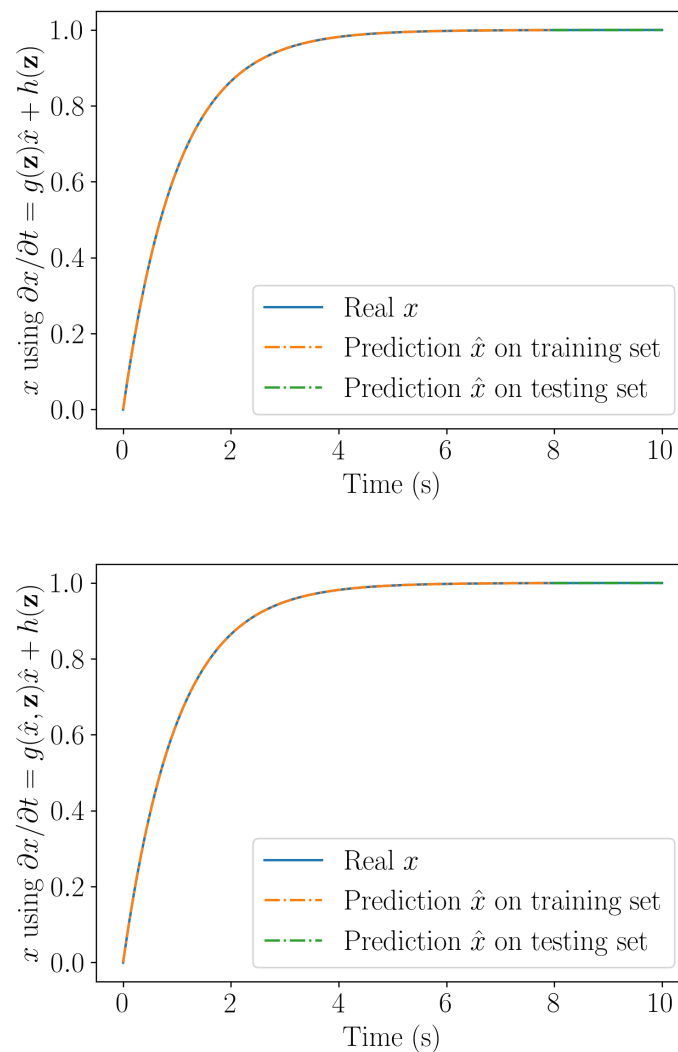 x using ∂x/∂t = g(𝐳)x̂ + h(𝐳)
1.0
0.8
0.6
0.4
0.2
0.0
Real x
Prediction x̂ on training set
Prediction x̂ on testing set
0 2 4 6 8 10
Time (s)
x using ∂x/∂t = g(x̂, 𝐳)x̂ + h(𝐳)
1.0
0.8
0.6
0.4
0.2
0.0
Real x
Prediction x̂ on training set
Prediction x̂ on testing set
0 2 4 6 8 10
Time (s)